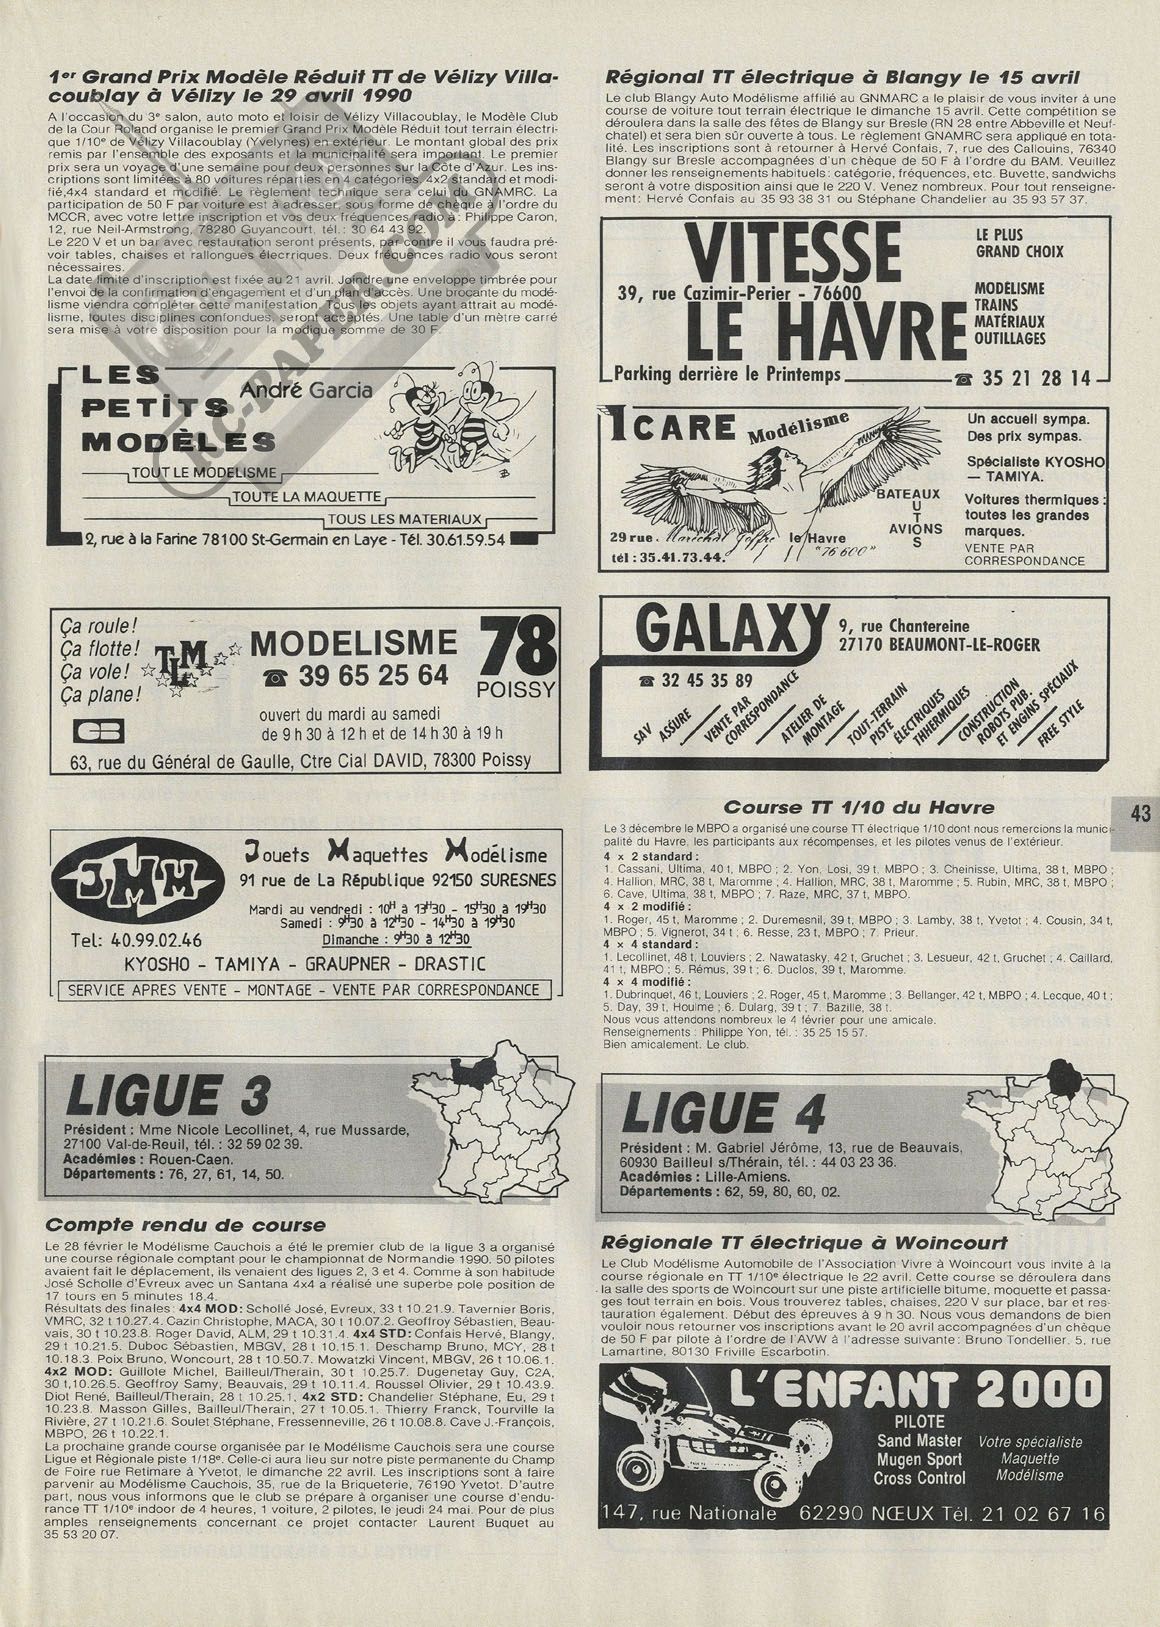 1er Grand Prix Modèle Réduit TT de Vélizy Villa-
coublay à Vélizy le 29 avril 1990
A l'occasion du 3e salon, auto moto et loisir de Vélizy Villacoublay, le Modèle Club
de la Cour Roland organise le premier Grand Prix Modèle Réduit tout terrain électri-
que 1/10e de Vélizy Villacoublay (Yvelynes) en extérieur. Le montant global des prix
remis par l'ensemble des exposants et la municipalité sera important. Le premier
prix sera un voyage d'une semaine pour deux personnes sur la Côte d'Azur. Les ins-
criptions sont limitées à 80 voitures réparties en 4 catégories, 4x2 standard et modi-
fié,4x4 standard et modifié. Le règlement technique sera celui du GNAMRC. La
participation de 50 F par voiture est à adresser, sous forme de chèque à l'ordre du
MCCR, avec votre lettre inscription et vos deux fréquences radio à : Philippe Caron,
12, rue Neil-Armstrong, 78280 Guyancourt, tél. : 30 64 43 92.
Le 220 V et un bar avec restauration seront présents, par contre il vous faudra pré-
voir tables, chaises et rallongues électriques. Deux fréquences radio vous seront
nécessaires.
La date limite d'inscription est fixée au 21 avril. Joindre une enveloppe timbrée pour
l'envoi de la confirmation d'engagement et d'un plan d'accès. Une brocante du modé-
lisme viendra compléter cette manifestation. Tous les objets ayant attrait au modé-
lisme, toutes disciplines confondues, seront acceptés. Une table d'un mètre carré
sera mise à votre disposition pour la modique somme de 30 F.
RC-PAPER.COM
LES
PETITS
MODÈLES
André Garcia
TOUT LE MODELISME
TOUTE LA MAQUETTE
TOUS LES MATERIAUX
2, rue à la Farine 78100 St-Germain en Laye - Tél. 30.61.59.54
Ça roule !
Ça flotte !
Ça vole !
Ça plane !
TLM
CB
MODELISME 78
☎ 39 65 25 64
POISSY
ouvert du mardi au samedi
de 9 h 30 à 12 h et de 14 h 30 à 19 h
63, rue du Général de Gaulle, Ctre Cial DAVID, 78300 Poissy
JMM
Tel: 40.99.02.46
Jouets Maquettes Modélisme
91 rue de La République 92150 SURESNES
Mardi au vendredi : 10H à 13H30 - 15H30 à 19H30
Samedi : 9H30 à 12H30 - 14H30 à 19H30
Dimanche : 9H30 à 12H30
KYOSHO - TAMIYA - GRAUPNER - DRASTIC
SERVICE APRES VENTE - MONTAGE - VENTE PAR CORRESPONDANCE
LIGUE 3
Président : Mme Nicole Lecollinet, 4, rue Mussarde,
27100 Val-de-Reuil, tél. : 32 59 02 39.
Académies : Rouen-Caen.
Départements : 76, 27, 61, 14, 50.
Compte rendu de course
Le 28 février le Modélisme Cauchois a été le premier club de la ligue 3 a organisé
une course régionale comptant pour le championnat de Normandie 1990. 50 pilotes
avaient fait le déplacement, ils venaient des ligues 2, 3 et 4. Comme à son habitude
José Scholle d'Evreux avec un Santana 4x4 a réalisé une superbe pole position de
17 tours en 5 minutes 18.4.
Résultats des finales : 4x4 MOD: Schollé José, Evreux, 33 t 10.21.9. Tavernier Boris,
VMRC, 32 t 10.27.4. Cazin Christophe, MACA, 30 t 10.07.2. Geoffroy Sébastien, Beau-
vais, 30 t 10.23.8. Roger David, ALM, 29 t 10.31.4. 4x4 STD: Confais Hervé, Blangy,
29 t 10.21.5. Duboc Sébastien, MBGV, 28 t 10.15.1. Deschamp Bruno, MCY, 28 t
10.18.3. Poix Bruno, Woncourt, 28 t 10.50.7. Mowatzki Vincent, MBGV, 26 t 10.06.1.
4x2 MOD: Guillote Michel, Bailleul/Therain, 30 t 10.25.7. Dugenetay Guy, C2A,
30 t,10.26.5. Geoffroy Samy, Beauvais, 29 t 10.11.4. Roussel Olivier, 29 t 10.43.9.
Diot René, Bailleul/Therain, 28 t 10.25.1. 4x2 STD: Chandelier Stéphane, Eu, 29 t
10.23.8. Masson Gilles, Bailleul/Therain, 27 t 10.05.1. Thierry Franck, Tourville la
Rivière, 27 t 10.21.6. Soulet Stéphane, Fressenneville, 26 t 10.08.8. Cave J.-François,
MBPO, 26 t 10.22.1.
La prochaine grande course organisée par le Modélisme Cauchois sera une course
Ligue et Régionale piste 1/18e. Celle-ci aura lieu sur notre piste permanente du Champ
de Foire rue Retimare à Yvetot, le dimanche 22 avril. Les inscriptions sont à faire
parvenir au Modélisme Cauchois, 35, rue de la Briqueterie, 76190 Yvetot. D'autre
part, nous vous informons que le club se prépare à organiser une course d'endu-
rance TT 1/10e indoor de 4 heures, 1 voiture, 2 pilotes, le jeudi 24 mai. Pour de plus
amples renseignements concernant ce projet contacter Laurent Buquet au
35 53 20 07.
Régional TT électrique à Blangy le 15 avril
Le club Blangy Auto Modélisme affilié au GNMARC a le plaisir de vous inviter à une
course de voiture tout terrain électrique le dimanche 15 avril. Cette compétition se
déroulera dans la salle des fêtes de Blangy sur Bresle (RN 28 entre Abbeville et Neuf-
chatel) et sera bien sûr ouverte à tous. Le règlement GNAMRC sera appliqué en tota-
lité. Les inscriptions sont à retourner à Hervé Confais, 7, rue des Callouins, 76340
Blangy sur Bresle accompagnées d'un chèque de 50 F à l'ordre du BAM. Veuillez
donner les renseignements habituels : catégorie, fréquences, etc. Buvette, sandwichs
seront à votre disposition ainsi que le 220 V. Venez nombreux. Pour tout renseigne-
ment : Hervé Confais au 35 93 38 31 ou Stéphane Chandelier au 35 93 57 37.
VITESSE
39, rue Cazimir-Perier - 76600
LE HAVRE
Parking derrière le Printemps
LE PLUS
GRAND CHOIX
MODELISME
TRAINS
MATÉRIAUX
OUTILLAGES
☎ 35 21 28 14
ICARE Modélisme
29 rue. Maréchal Joffre le Havre
tél : 35.41.73.44. "76600"
BATEAUX
AUTOS
AVIONS
Un accueil sympa.
Des prix sympas.
Spécialiste KYOSHO
— TAMIYA.
Voitures thermiques :
toutes les grandes
marques.
VENTE PAR
CORRESPONDANCE
GALAXY
9, rue Chantereine
27170 BEAUMONT-LE-ROGER
☎ 32 45 35 89
SAV ASSURÉ
VENTE PAR CORRESPONDANCE
ATELIER DE MONTAGE
TOUT-TERRAIN PISTE
ÉLECTRIQUES THHERMIQUES
CONSTRUCTION ROBOTS PUB. ET ENGINS SPÉCIAUX
FREE STYLE
Course TT 1/10 du Havre
Le 3 décembre le MBPO a organisé une course TT électrique 1/10 dont nous remercions la munici-
palité du Havre, les participants aux récompenses, et les pilotes venus de l'extérieur.
4 x 2 standard :
1. Cassani, Ultima, 40 t, MBPO ; 2. Yon, Losi, 39 t, MBPO ; 3. Cheinisse, Ultima, 38 t, MBPO ;
4. Hallion, MRC, 38 t, Maromme ; 4. Hallion, MRC, 38 t, Maromme ; 5. Rubin, MRC, 38 t, MBPO ;
6. Cave, Ultima, 38 t, MBPO ; 7. Raze, MRC, 37 t, MBPO.
4 x 2 modifié :
1. Roger, 45 t, Maromme ; 2. Duremesnil, 39 t, MBPO ; 3. Lamby, 38 t, Yvetot ; 4. Cousin, 34 t,
MBPO ; 5. Vignerot, 34 t ; 6. Resse, 23 t, MBPO ; 7. Prieur.
4 x 4 standard :
1. Lecollinet, 48 t, Louviers ; 2. Nawatasky, 42 t, Gruchet ; 3. Lesueur, 42 t, Gruchet ; 4. Caillard,
41 t, MBPO ; 5. Rémus, 39 t ; 6. Duclos, 39 t, Maromme.
4 x 4 modifié :
1. Dubrinquet, 46 t, Louviers ; 2. Roger, 45 t, Maromme ; 3. Bellanger, 42 t, MBPO ; 4. Lecque, 40 t ;
5. Day, 39 t, Houlme ; 6. Dularg, 39 t ; 7. Bazille, 38 t.
Nous vous attendons nombreux le 4 février pour une amicale.
Renseignements : Philippe Yon, tél. : 35 25 15 57.
Bien amicalement. Le club.
43
LIGUE 4
Président : M. Gabriel Jérôme, 13, rue de Beauvais,
60930 Bailleul s/Thérain, tél. : 44 03 23 36.
Académies : Lille-Amiens.
Départements : 62, 59, 80, 60, 02.
Régionale TT électrique à Woincourt
Le Club Modélisme Automobile de l'Association Vivre à Woincourt vous invite à la
course régionale en TT 1/10e électrique le 22 avril. Cette course se déroulera dans
la salle des sports de Woincourt sur une piste artificielle bitume, moquette et passa-
ges tout terrain en bois. Vous trouverez tables, chaises, 220 V sur place, bar et res-
tauration également. Début des épreuves à 9 h 30. Nous vous demandons de bien
vouloir nous retourner vos inscriptions avant le 20 avril accompagnées d'un chéque
de 50 F par pilote à l'ordre de l'AVW à l'adresse suivante : Bruno Tondellier, 5, rue
Lamartine, 80130 Friville Escarbotin.
L'ENFANT 2000
PILOTE
Sand Master
Mugen Sport
Cross Control
Votre spécialiste
Maquette
Modélisme
147, rue Nationale 62290 NŒUX Tél. 21 02 67 16